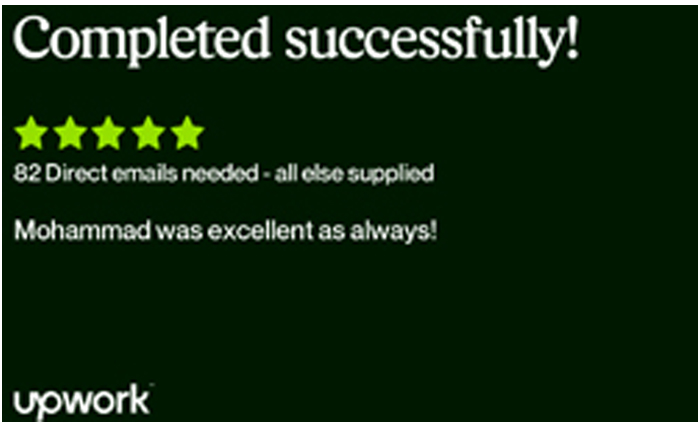 Completed successfully!
82 Direct emails needed - all else supplied
Mohammad was excellent as always!
upwork